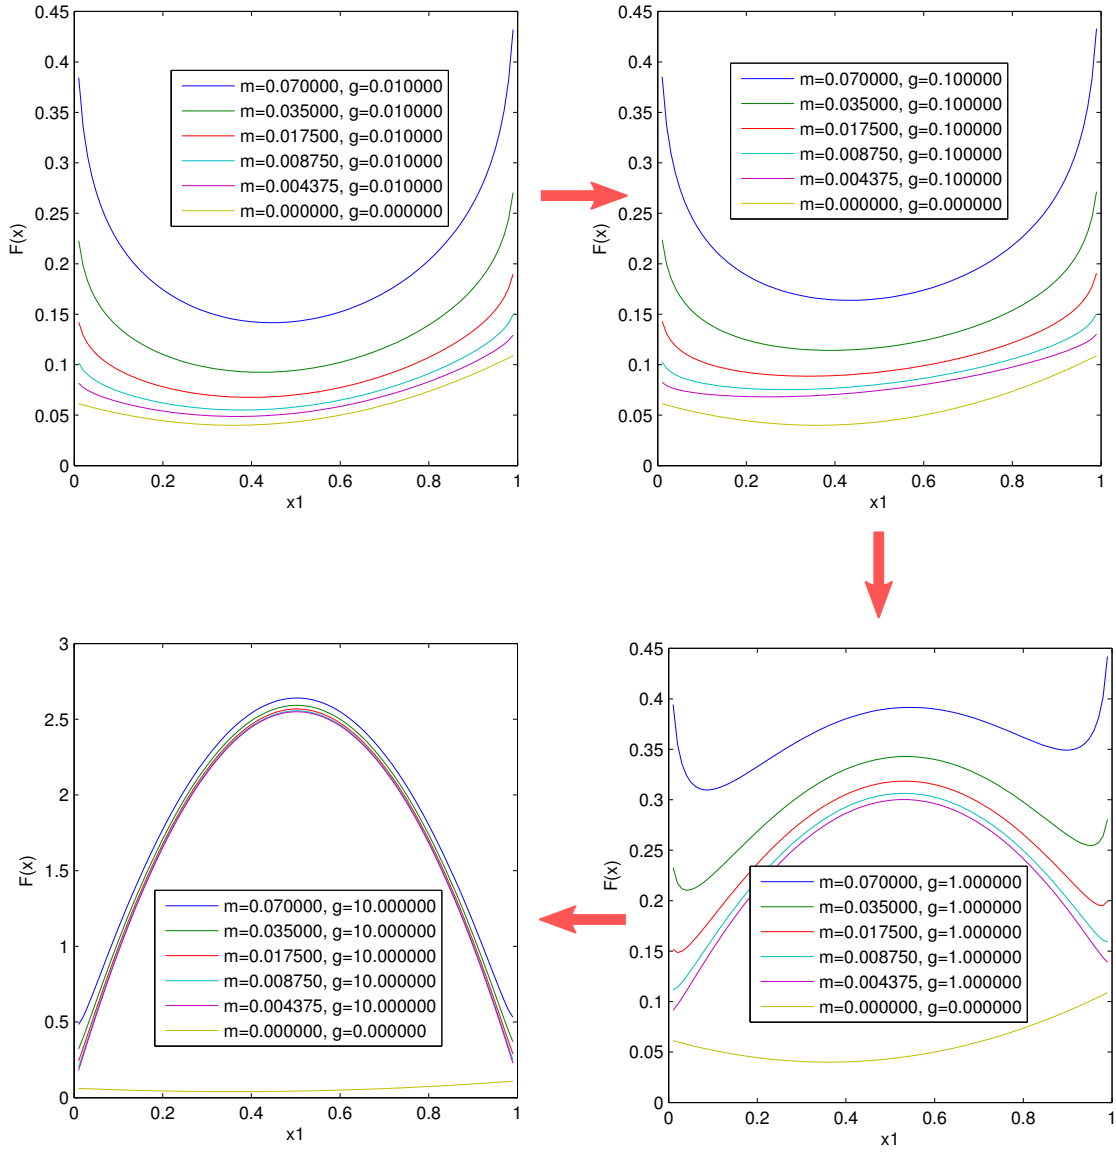 0.45
0.4
0.35
0.3
0.25
0.2
0.15
0.1
0.05
0
F(x)
m=0.070000, g=0.010000
m=0.035000, g=0.010000
m=0.017500, g=0.010000
m=0.008750, g=0.010000
m=0.004375, g=0.010000
m=0.000000, g=0.000000
0 0.2 0.4 0.6 0.8 1
x1
0.45
0.4
0.35
0.3
0.25
0.2
0.15
0.1
0.05
0
F(x)
m=0.070000, g=0.100000
m=0.035000, g=0.100000
m=0.017500, g=0.100000
m=0.008750, g=0.100000
m=0.004375, g=0.100000
m=0.000000, g=0.000000
0 0.2 0.4 0.6 0.8 1
x1
3
2.5
2
1.5
1
0.5
0
F(x)
m=0.070000, g=10.000000
m=0.035000, g=10.000000
m=0.017500, g=10.000000
m=0.008750, g=10.000000
m=0.004375, g=10.000000
m=0.000000, g=0.000000
0 0.2 0.4 0.6 0.8 1
x1
0.45
0.4
0.35
0.3
0.25
0.2
0.15
0.1
0.05
0
F(x)
m=0.070000, g=1.000000
m=0.035000, g=1.000000
m=0.017500, g=1.000000
m=0.008750, g=1.000000
m=0.004375, g=1.000000
m=0.000000, g=0.000000
0 0.2 0.4 0.6 0.8 1
x1